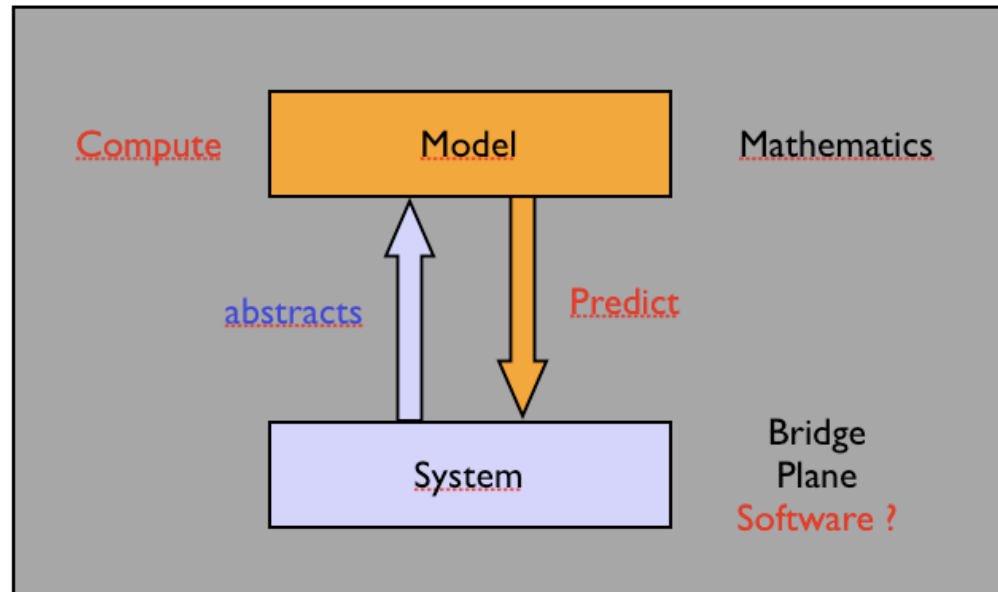 Compute
Model
Mathematics
abstracts
Predict
System
Bridge
Plane
Software ?